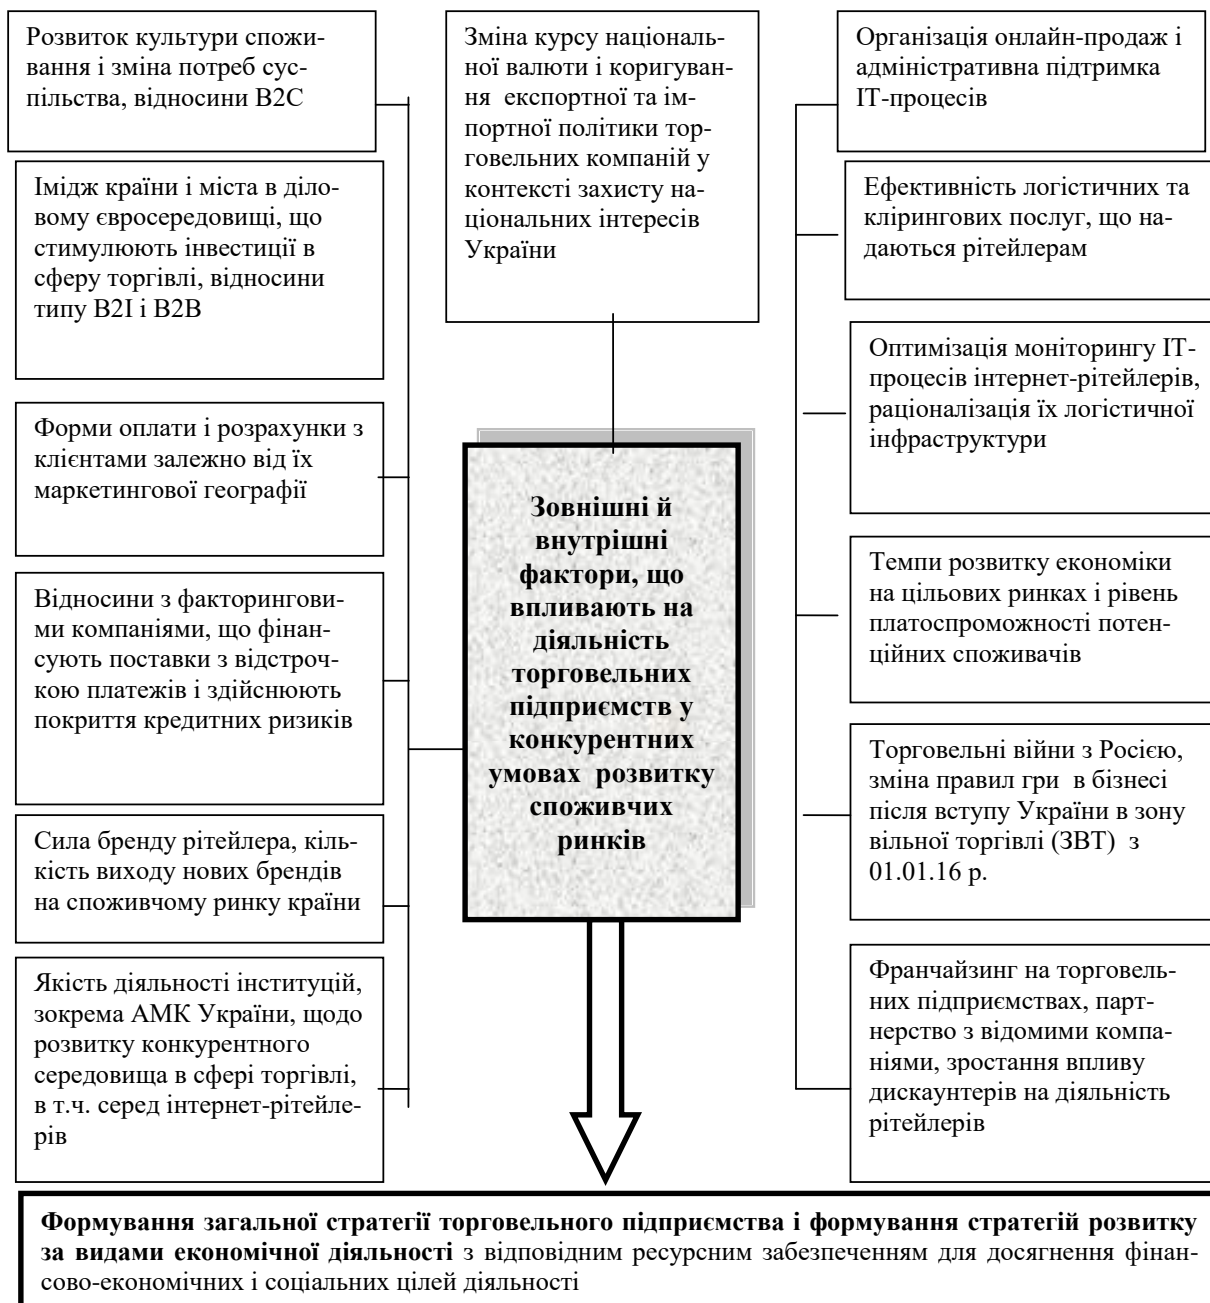 Розвиток культури спожи-
вання і зміна потреб сус-
пільства, відносини В2С
Імідж країни і міста в діло-
вому євросередовищі, що
стимулюють інвестиції в
сферу торгівлі, відносини
типу В2І і В2В
Форми оплати і розрахунки з
клієнтами залежно від їх
маркетингової географії
Відносини з факторингови-
ми компаніями, що фінан-
сують поставки з відстроч-
кою платежів і здійснюють
покриття кредитних ризиків
Сила бренду рітейлера, кіль-
кість виходу нових брендів
на споживчому ринку країни
Якість діяльності інституцій,
зокрема АМК України, щодо
розвитку конкурентного
середовища в сфері торгівлі,
в т.ч. серед інтернет-рітейле-
рів
Зміна курсу національ-
ної валюти і коригуван-
ня експортної та ім-
портної політики тор-
говельних компаній у
контексті захисту на-
ціональних інтересів
України
Зовнішні й
внутрішні
фактори, що
впливають на
діяльність
торговельних
підприємств у
конкурентних
умовах розвитку
споживчих
ринків
Організація онлайн-продаж і
адміністративна підтримка
ІТ-процесів
Ефективність логістичних та
клірингових послуг, що на-
даються рітейлерам
Оптимізація моніторингу ІТ-
процесів інтернет-рітейлерів,
раціоналізація їх логістичної
інфраструктури
Темпи розвитку економіки
на цільових ринках і рівень
платоспроможності потен-
ційних споживачів
Торговельні війни з Росією,
зміна правил гри в бізнесі
після вступу України в зону
вільної торгівлі (ЗВТ) з
01.01.16 р.
Франчайзинг на торговель-
них підприємствах, парт-
нерство з відомими компа-
ніями, зростання впливу
дискаунтерів на діяльність
рітейлерів
Формування загальної стратегії торговельного підприємства і формування стратегій розвитку
за видами економічної діяльності з відповідним ресурсним забезпеченням для досягнення фінан-
сово-економічних і соціальних цілей діяльності